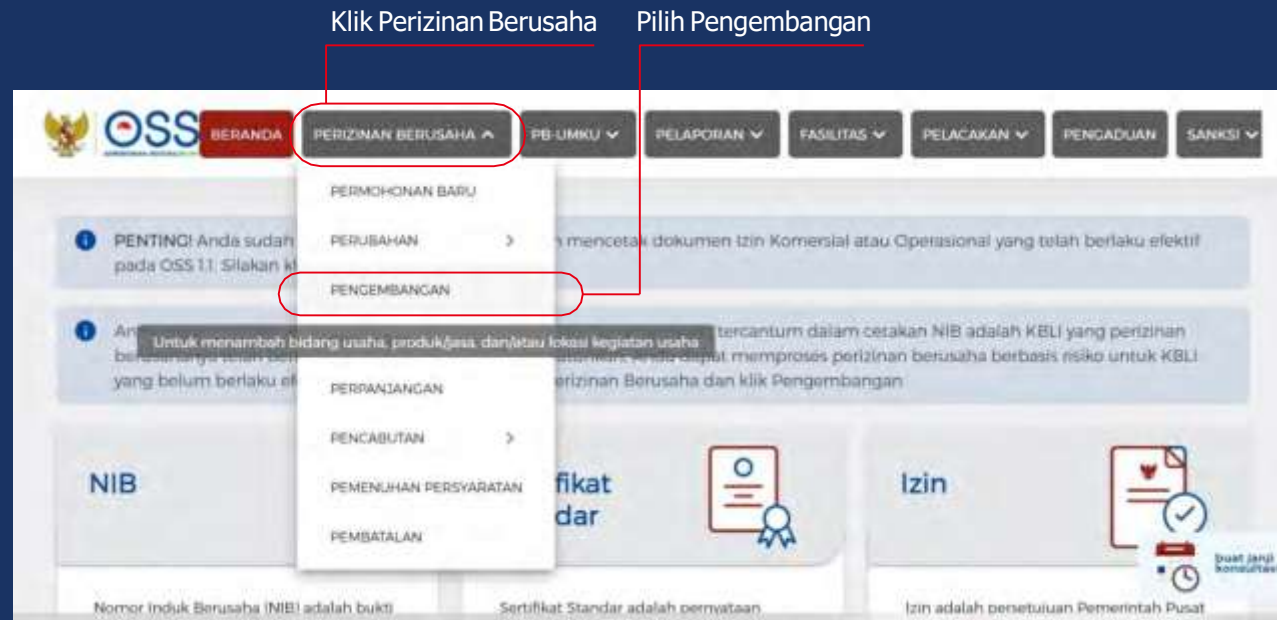 Klik Perizinan Berusaha Pilih Pengembangan
OSS BERANDA PERIZINAN BERUSAHA PB-UMKU PELAPORAN FASILITAS PELACAKAN PENGADUAN SANKSI
PERMOHONAN BARU
PENTING! Anda sudah PERUBAHAN mencetak dokumen Izin Komersial atau Operasional yang telah berlaku efektif
pada OSS 1.1. Silakan
PENGEMBANGAN
tercantum dalam cetakan NIB adalah KBLI yang perizinan
Untuk menambah bidang usaha, produk/jasa, dan/atau lokasi kegiatan usaha
dapat memproses perizinan berusaha berbasis risiko untuk KBLI
yang belum berlaku PERPANJANGAN erizinan Berusaha dan klik Pengembangan
PENCABUTAN
NIB PEMENUHAN PERSYARATAN fikat Izin
dar
PEMBATALAN
buat janji
konsultasi
Nomor Induk Berusaha (NIB) adalah bukti Sertifikat Standar adalah pernyataan Izin adalah persetujuan Pemerintah Pusat